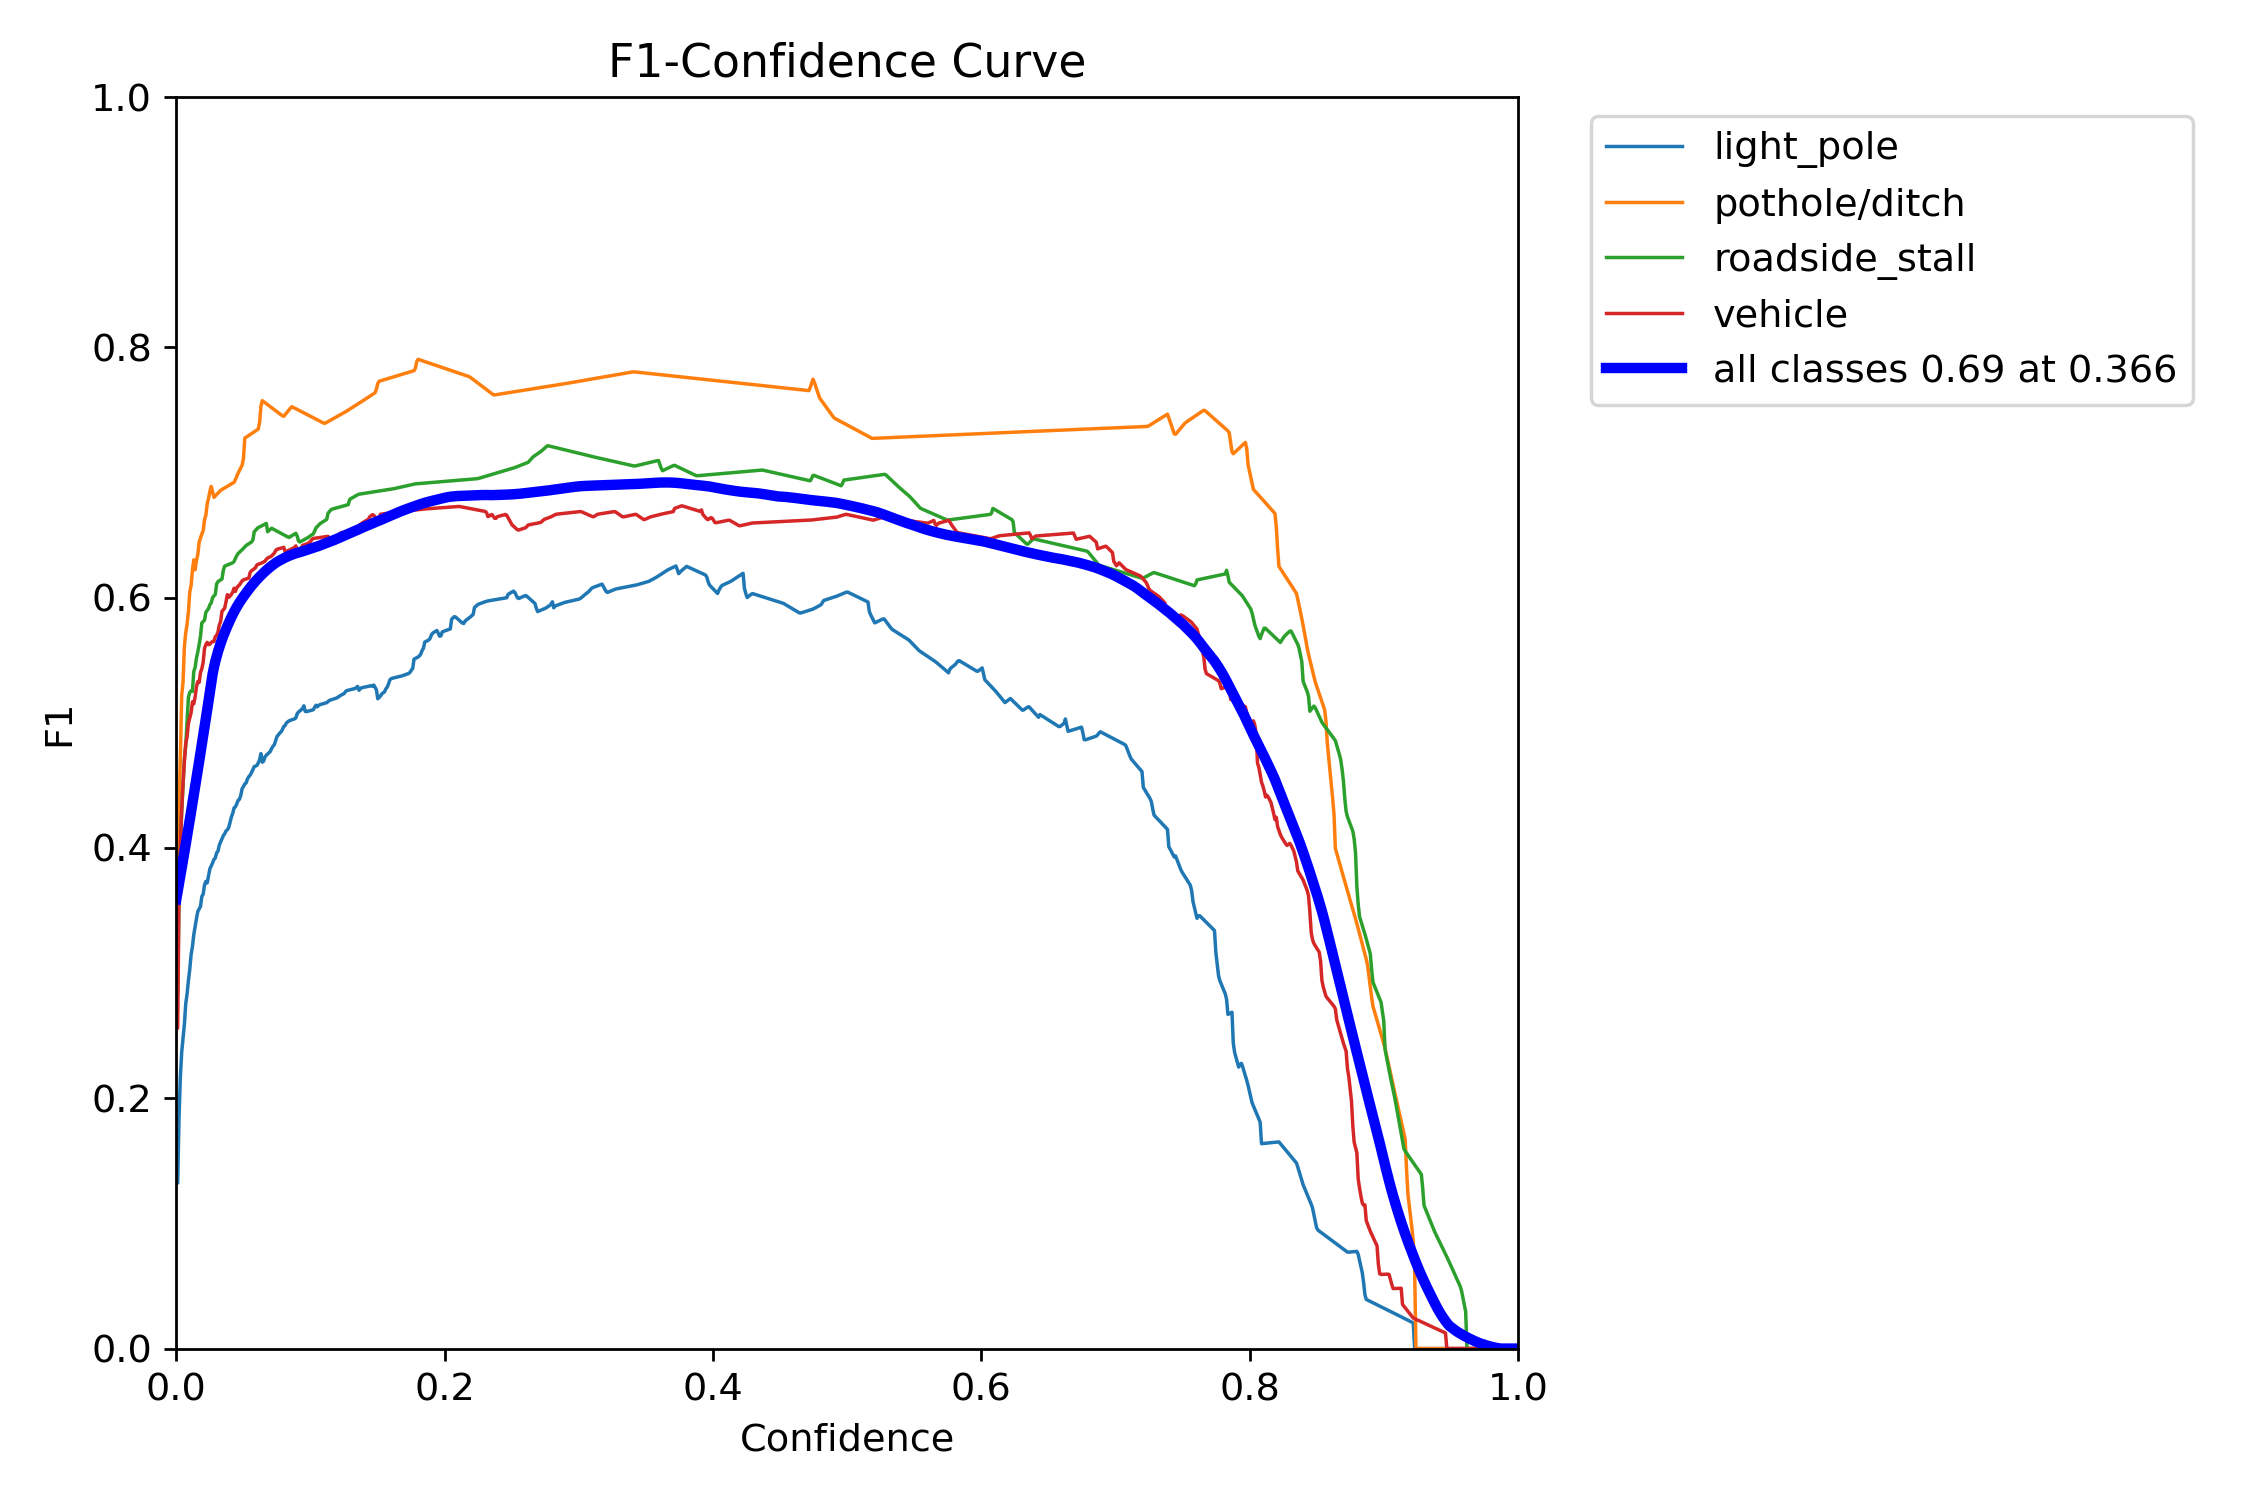 F1-Confidence Curve
1.0
0.8
0.6
0.4
0.2
0.0
F1
0.0 0.2 0.4 0.6 0.8 1.0
Confidence
light_pole
pothole/ditch
roadside_stall
vehicle
all classes 0.69 at 0.366